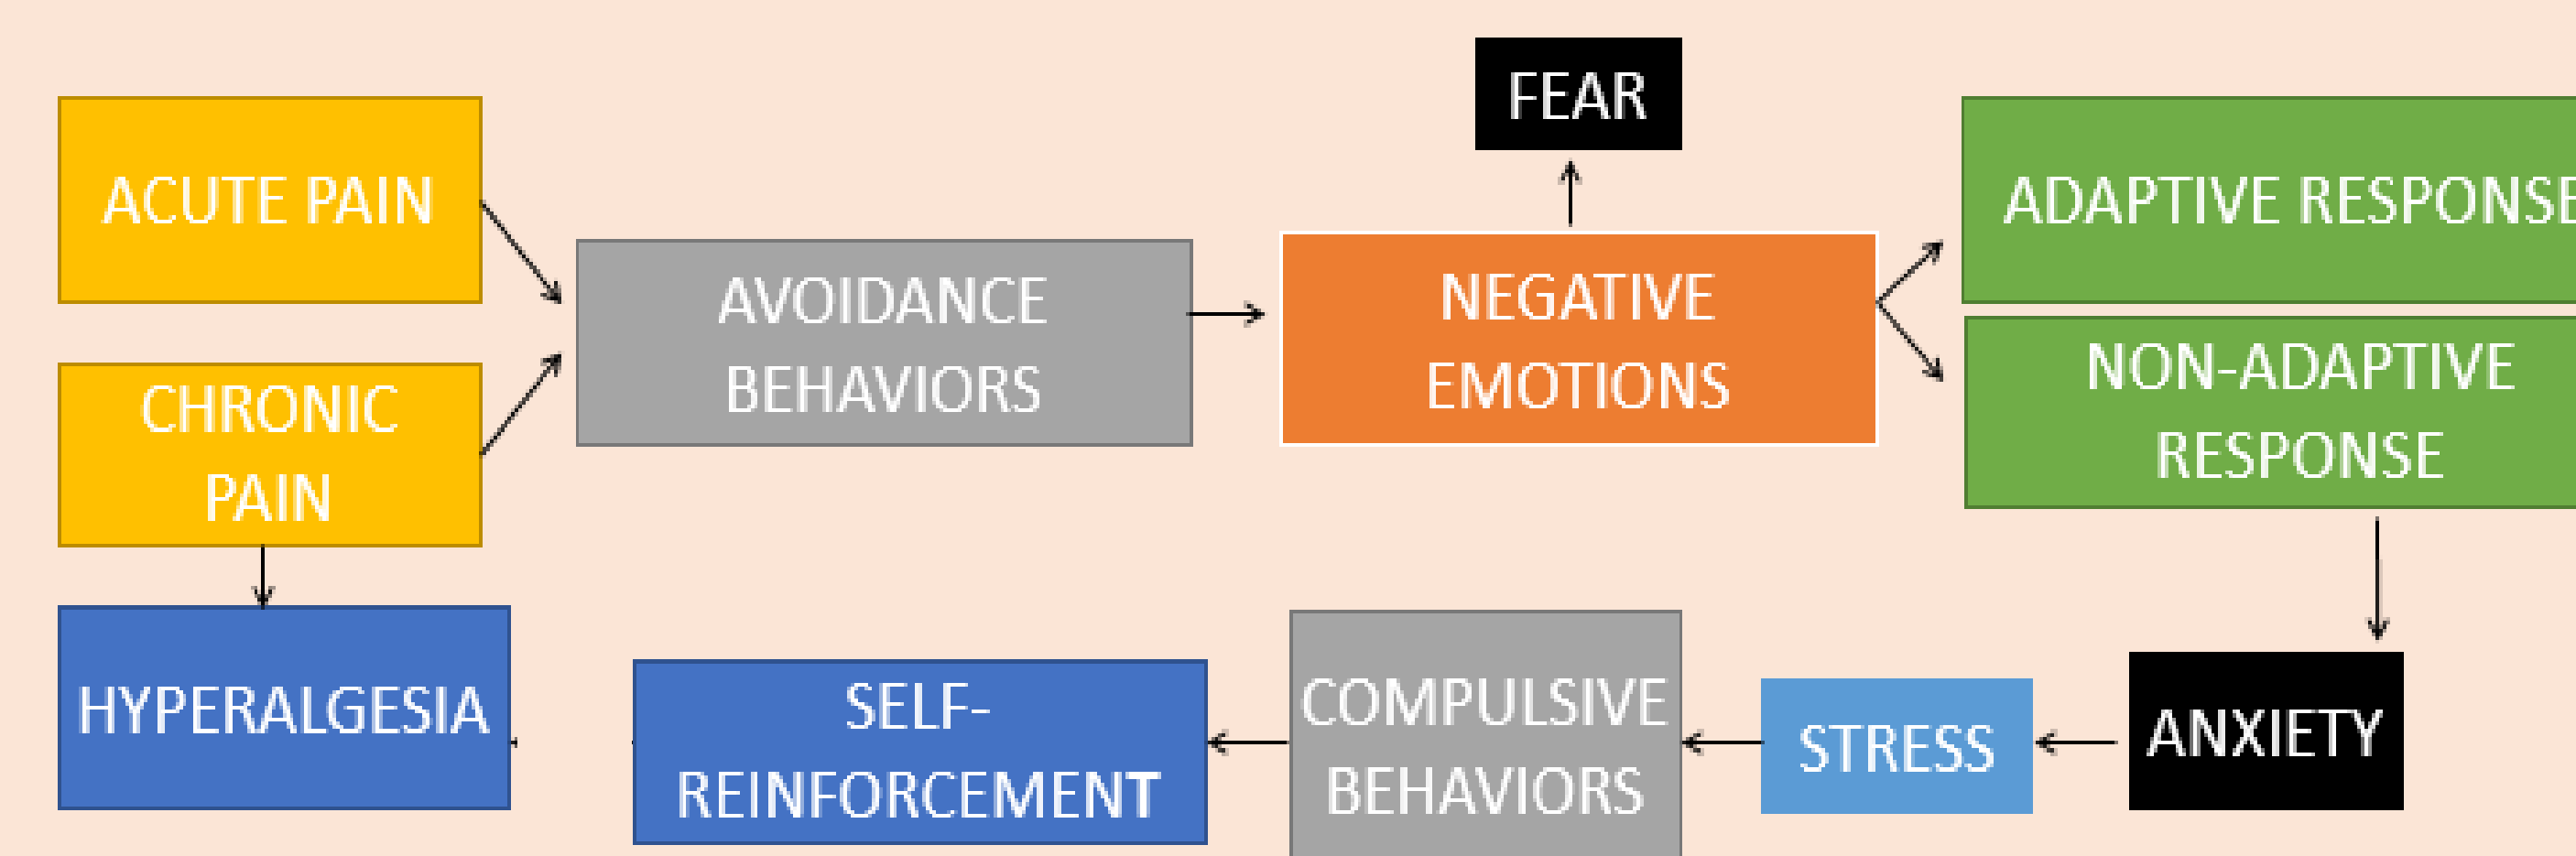 FEAR
ACUTE PAIN
ADAPTIVE RESPONSE
AVOIDANCE
BEHAVIORS
NEGATIVE
EMOTIONS
NON-ADAPTIVE
RESPONSE
CHRONIC
PAIN
HYPERALGESIA
SELF-
REINFORCEMENT
COMPULSIVE
BEHAVIORS
STRESS
ANXIETY